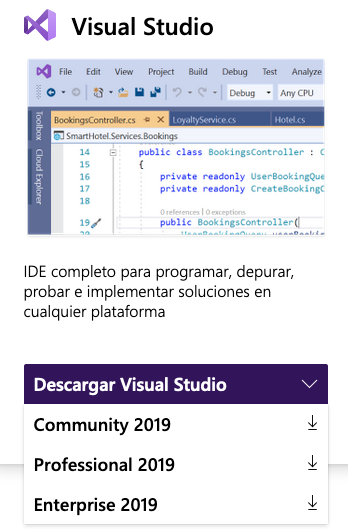 Visual Studio
File Edit View Project Build Debug Test Analyze
Debug Any CPU
BookingsController.cs LoyaltyService.cs Hotel.cs
Toolbox
Cloud Explorer
SmartHotel.Services.Bookings
14 public class BookingsController : C
15 {
16 private readonly UserBookingQue
17 private readonly CreateBookingC
18
0 references | 0 exceptions
19 public BookingsController(
IDE completo para programar, depurar,
probar e implementar soluciones en
cualquier plataforma
Descargar Visual Studio
Community 2019
Professional 2019
Enterprise 2019